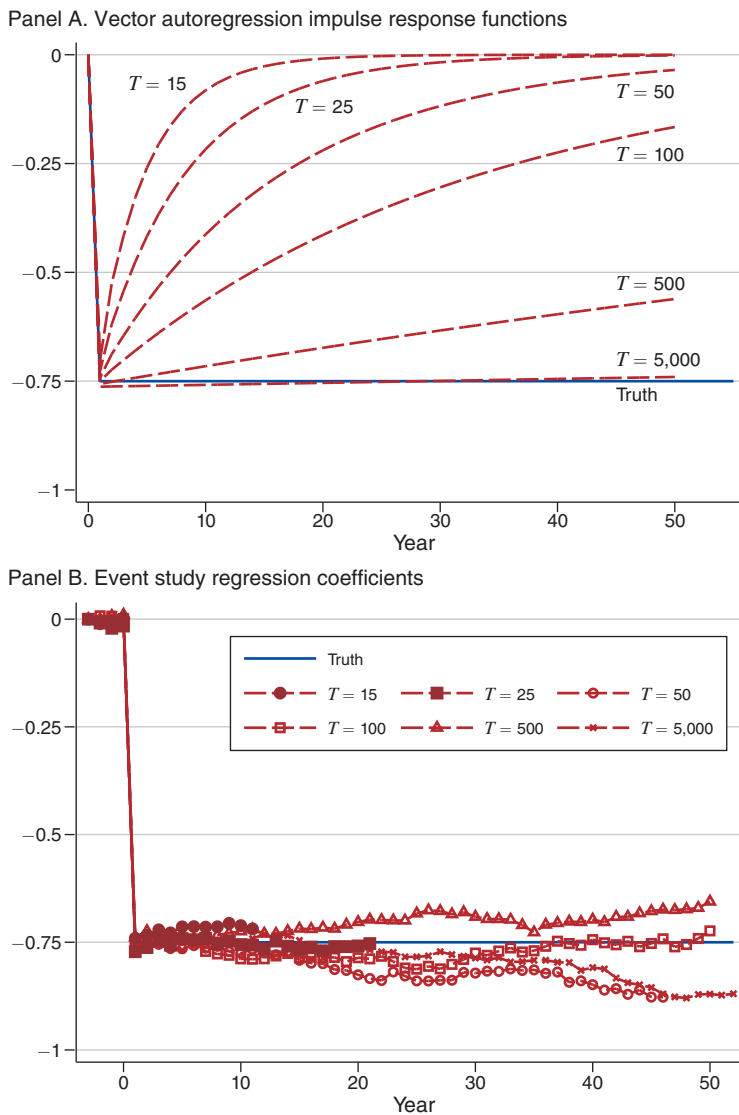 Panel A. Vector autoregression impulse response functions
0
−0.25
−0.5
−0.75
−1
T = 15
T = 25
T = 50
T = 100
T = 500
T = 5,000
Truth
0 10 20 30 40 50
Year
Panel B. Event study regression coefficients
0
−0.25
−0.5
−0.75
−1
Truth
T = 15 T = 25 T = 50
T = 100 T = 500 T = 5,000
0 10 20 30 40 50
Year